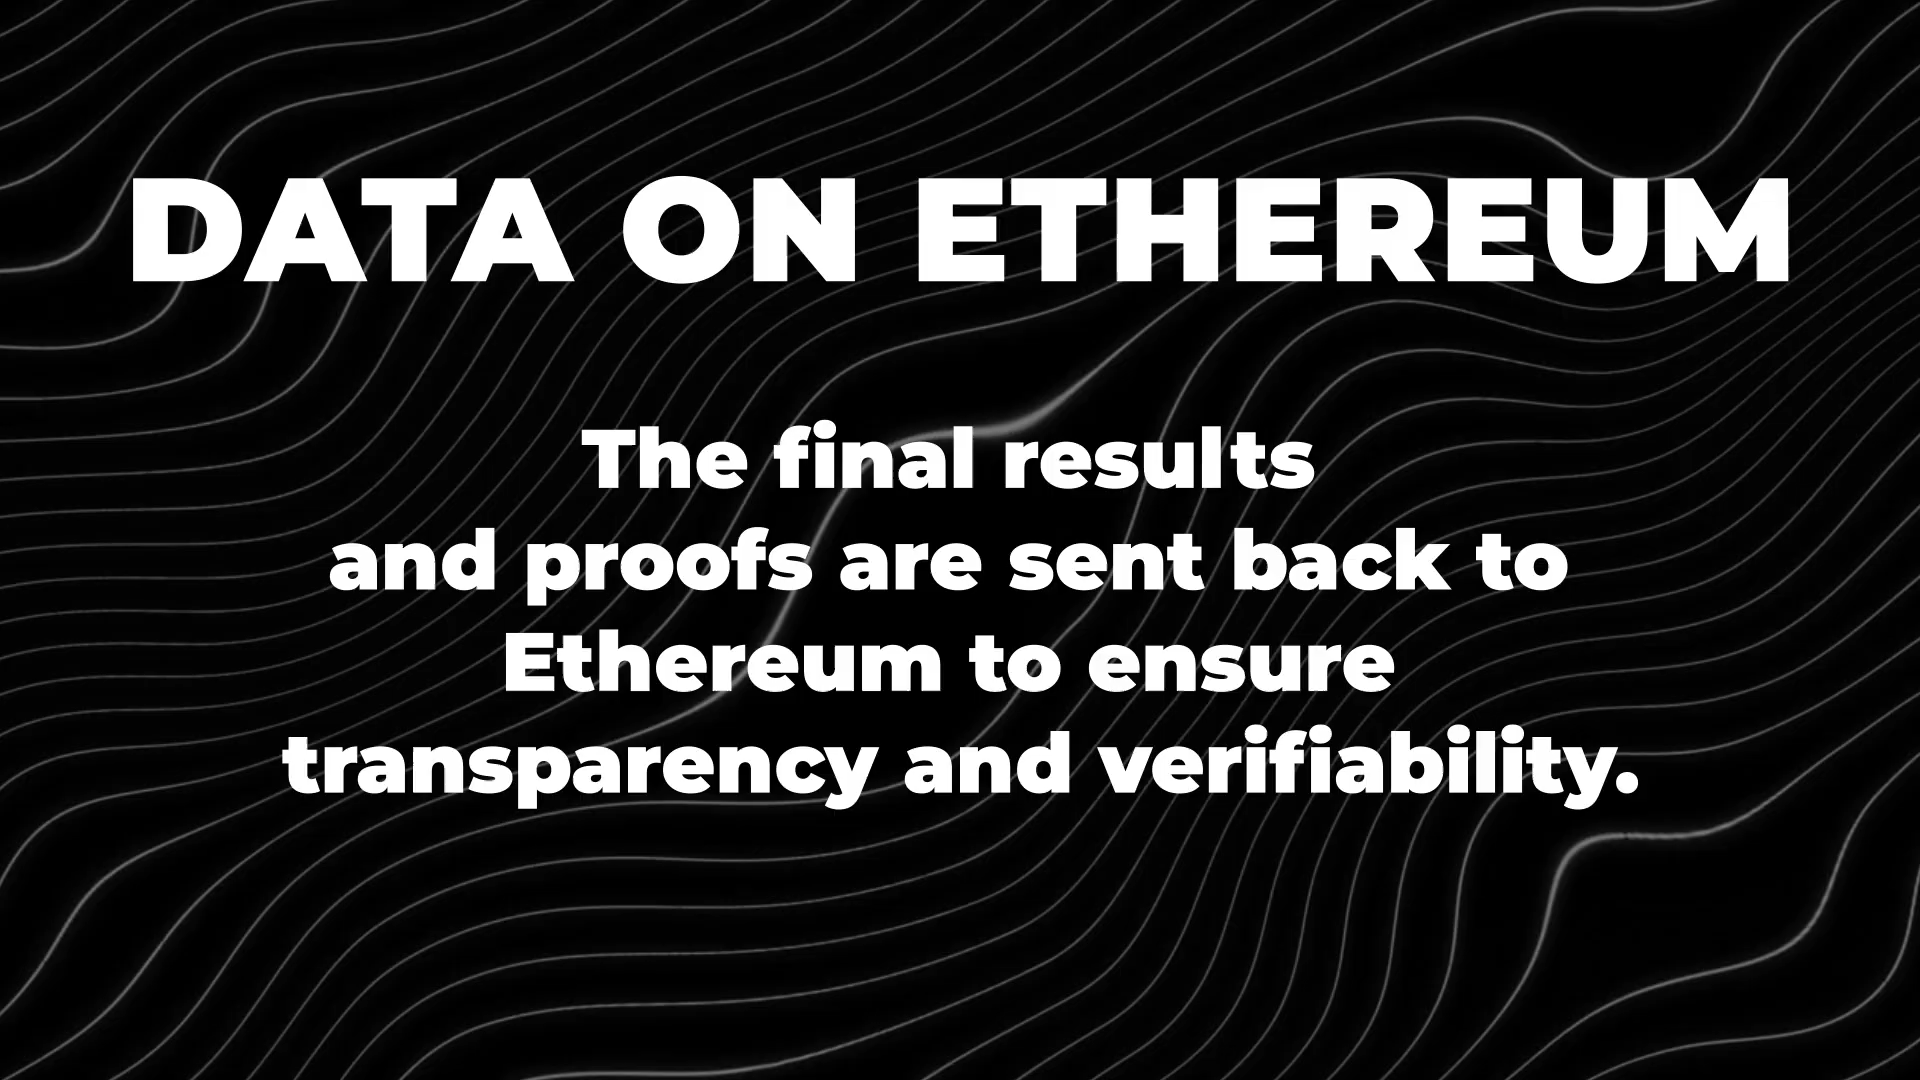 DATA ON ETHEREUM
The final results
and proofs are sent back to
Ethereum to ensure
transparency and verifiability.